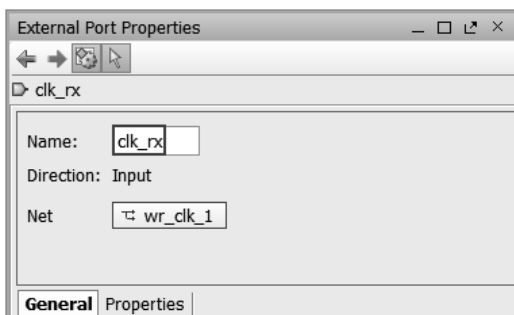 External Port Properties
clk_rx
Name: clk_rx
Direction: Input
Net wr_clk_1
General Properties